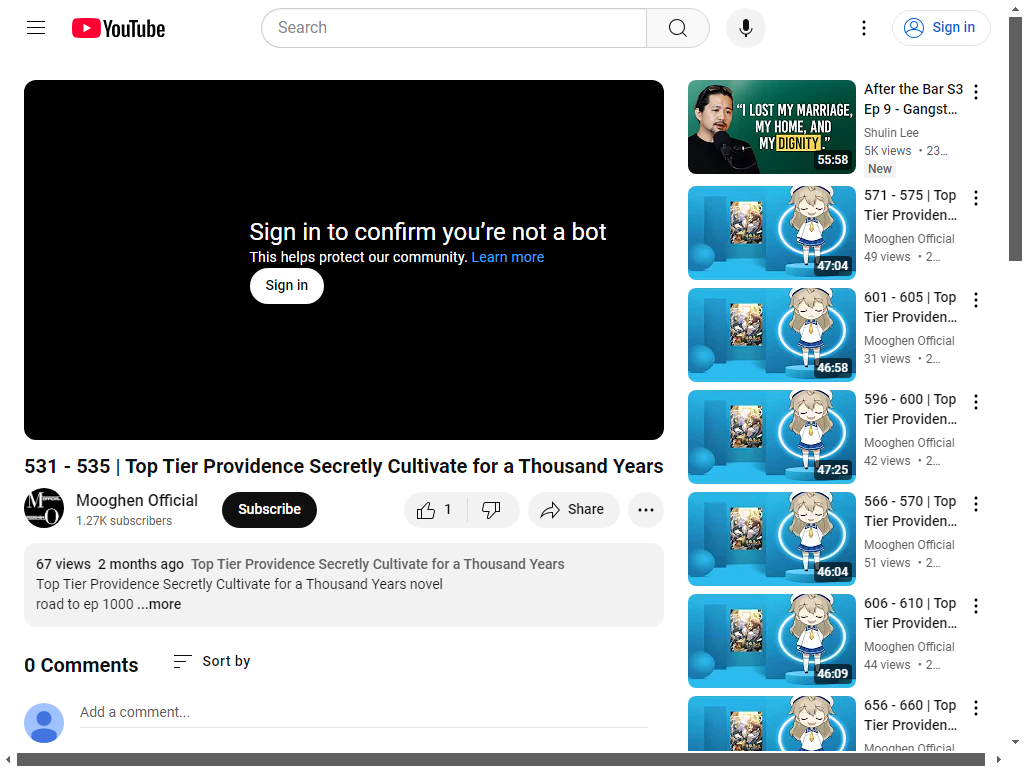 YouTube
Search
Sign in
Sign in to confirm you're not a bot
This helps protect our community. Learn more
Sign in
531 - 535 | Top Tier Providence Secretly Cultivate for a Thousand Years
Mooghen Official
1.27K subscribers
Subscribe
1
Share
67 views 2 months ago Top Tier Providence Secretly Cultivate for a Thousand Years
Top Tier Providence Secretly Cultivate for a Thousand Years novel
road to ep 1000 ...more
0 Comments
Sort by
Add a comment...
"I LOST MY MARRIAGE,
MY HOME, AND
MY DIGNITY."
55:58
After the Bar S3
Ep 9 - Gangst...
Shulin Lee
5K views • 23...
New
47:04
571 - 575 | Top
Tier Providen...
Mooghen Official
49 views • 2...
46:58
601 - 605 | Top
Tier Providen...
Mooghen Official
31 views • 2...
47:25
596 - 600 | Top
Tier Providen...
Mooghen Official
42 views • 2...
46:04
566 - 570 | Top
Tier Providen...
Mooghen Official
51 views • 2...
46:09
606 - 610 | Top
Tier Providen...
Mooghen Official
44 views • 2...
656 - 660 | Top
Tier Providen...
Mooghen Official